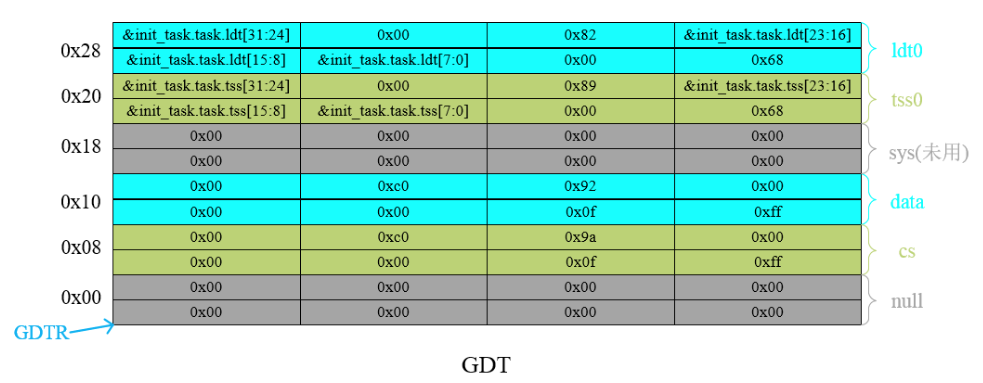 &init_task.task.ldt[31:24] 0x00 0x82 &init_task.task.ldt[23:16]
0x28 ldt0
&init_task.task.ldt[15:8] &init_task.task.ldt[7:0] 0x00 0x68
&init_task.task.tss[31:24] 0x00 0x89 &init_task.task.tss[23:16]
0x20 tss0
&init_task.task.tss[15:8] &init_task.task.tss[7:0] 0x00 0x68
0x00 0x00 0x00 0x00
0x18 sys(未用)
0x00 0x00 0x00 0x00
0x00 0xc0 0x92 0x00
0x10 data
0x00 0x00 0x0f 0xff
0x00 0xc0 0x9a 0x00
0x08 cs
0x00 0x00 0x0f 0xff
0x00 0x00 0x00 0x00
0x00 null
0x00 0x00 0x00 0x00
GDTR
GDT